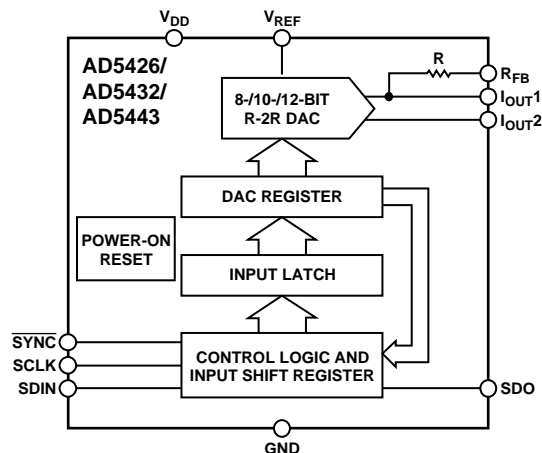 VDD
VREF
AD5426/
AD5432/
AD5443
R
RFB
8-/10-/12-BIT
R-2R DAC
IOUT1
IOUT2
DAC REGISTER
POWER-ON
RESET
INPUT LATCH
SYNC
SCLK
SDIN
CONTROL LOGIC AND
INPUT SHIFT REGISTER
SDO
GND